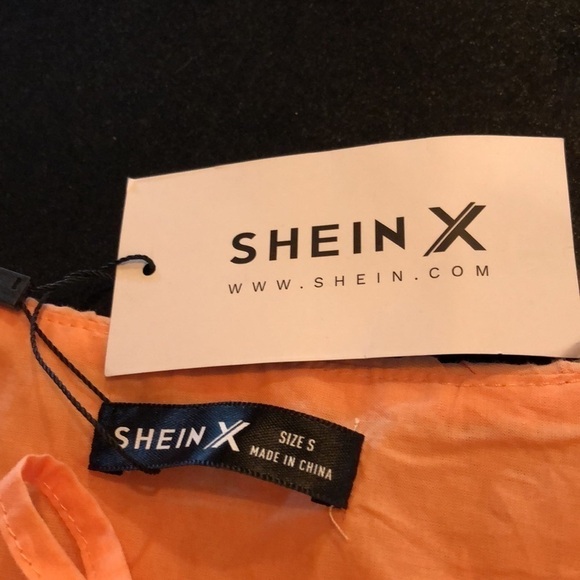 SHEIN X
WWW.SHEIN.COM
SHEIN X
SIZE S
MADE IN CHINA